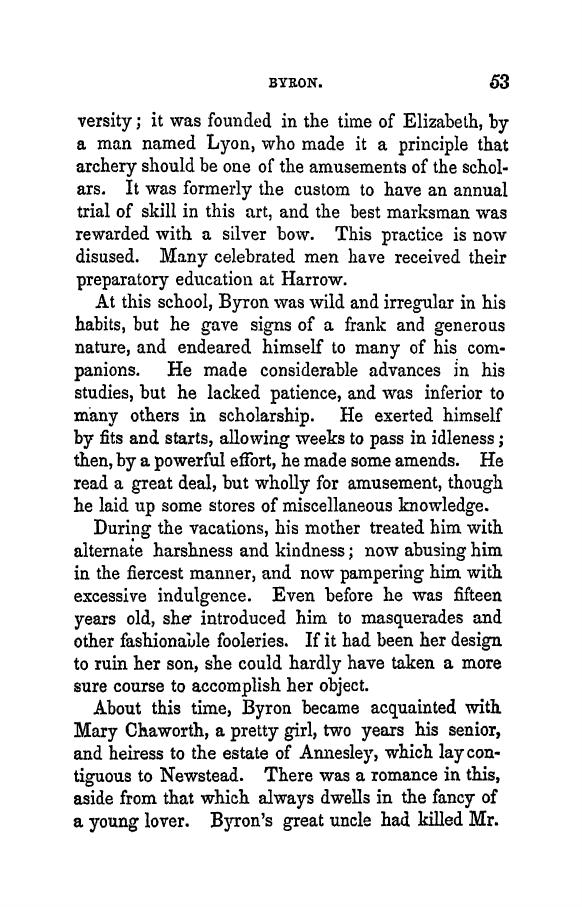 BYRON. 53
versity; it was founded in the time of Elizabeth, by
a man named Lyon, who made it a principle that
archery should be one of the amusements of the schol-
ars. It was formerly the custom to have an annual
trial of skill in this art, and the best marksman was
rewarded with a silver bow. This practice is now
disused. Many celebrated men have received their
preparatory education at Harrow.
At this school, Byron was wild and irregular in his
habits, but he gave signs of a frank and generous
nature, and endeared himself to many of his com-
panions. He made considerable advances in his
studies, but he lacked patience, and was inferior to
many others in scholarship. He exerted himself
by fits and starts, allowing weeks to pass in idleness;
then, by a powerful effort, he made some amends. He
read a great deal, but wholly for amusement, though
he laid up some stores of miscellaneous knowledge.
During the vacations, his mother treated him with
alternate harshness and kindness; now abusing him
in the fiercest manner, and now pampering him with
excessive indulgence. Even before he was fifteen
years old, she introduced him to masquerades and
other fashionable fooleries. If it had been her design
to ruin her son, she could hardly have taken a more
sure course to accomplish her object.
About this time, Byron became acquainted with
Mary Chaworth, a pretty girl, two years his senior,
and heiress to the estate of Annesley, which lay con-
tiguous to Newstead. There was a romance in this,
aside from that which always dwells in the fancy of
a young lover. Byron's great uncle had killed Mr.